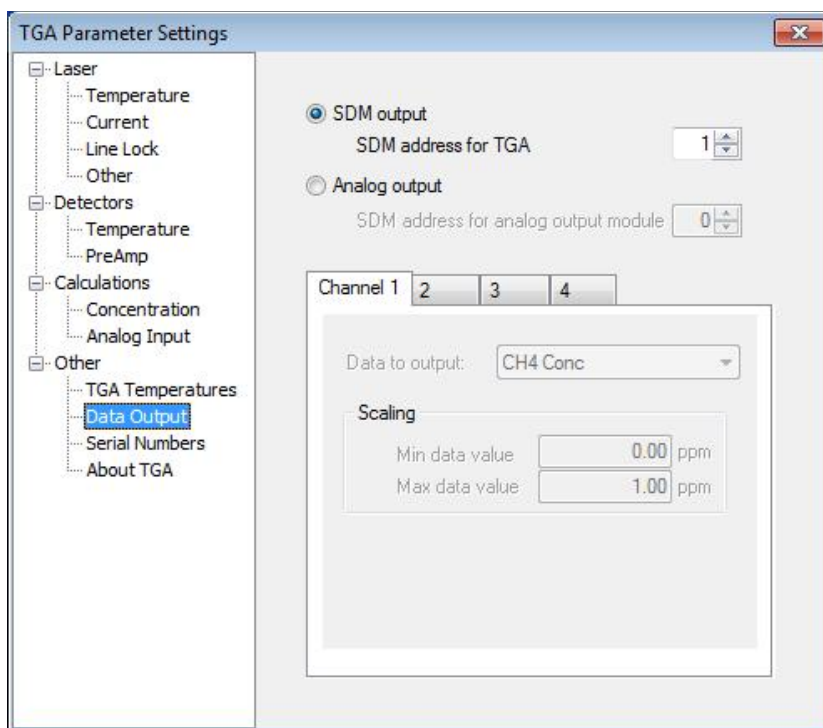 TGA Parameter Settings
Laser
Temperature
Current
Line Lock
Other
Detectors
Temperature
PreAmp
Calculations
Concentration
Analog Input
Other
TGA Temperatures
Data Output
Serial Numbers
About TGA
SDM output
SDM address for TGA 1
Analog output
SDM address for analog output module 0
Channel 1 2 3 4
Data to output: CH4 Conc
Scaling
Min data value 0.00 ppm
Max data value 1.00 ppm